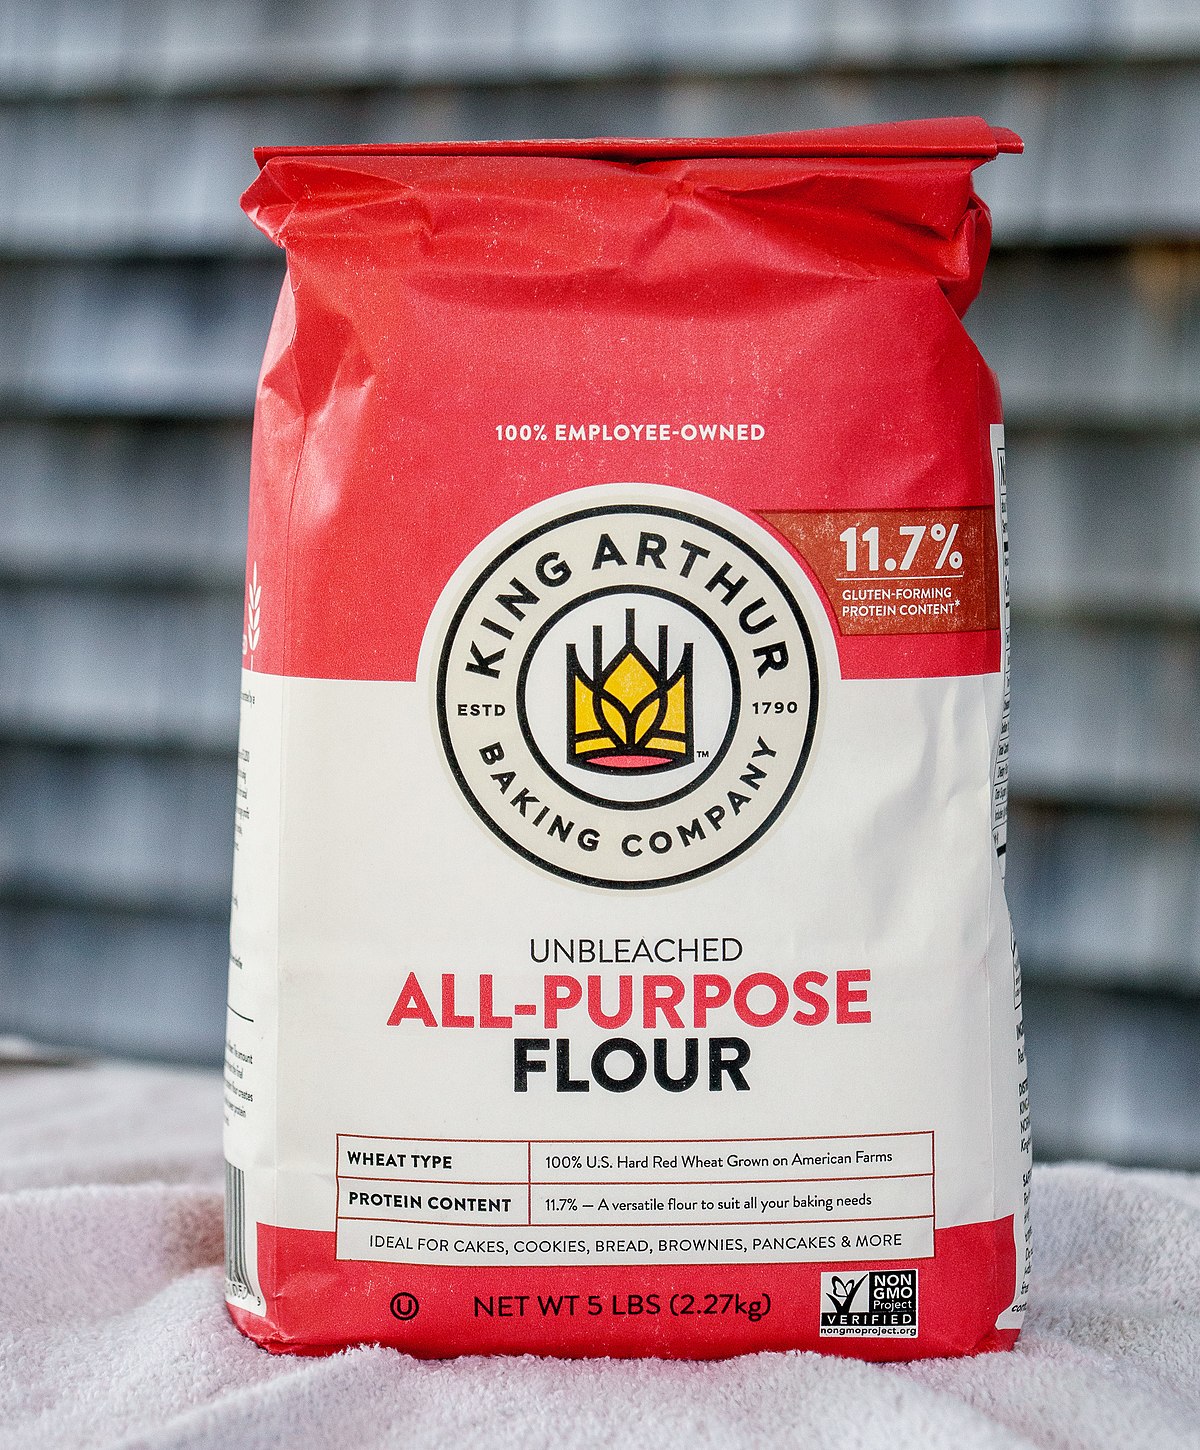 100% EMPLOYEE-OWNED
KING ARTHUR
ESTD 1790
BAKING COMPANY
™
11.7%
GLUTEN-FORMING
PROTEIN CONTENT*
UNBLEACHED
ALL-PURPOSE
FLOUR
WHEAT TYPE 100% U.S. Hard Red Wheat Grown on American Farms
PROTEIN CONTENT 11.7% — A versatile flour to suit all your baking needs
IDEAL FOR CAKES, COOKIES, BREAD, BROWNIES, PANCAKES & MORE
U NET WT 5 LBS (2.27kg)
NON
GMO
Project
VERIFIED
nongmoproject.org